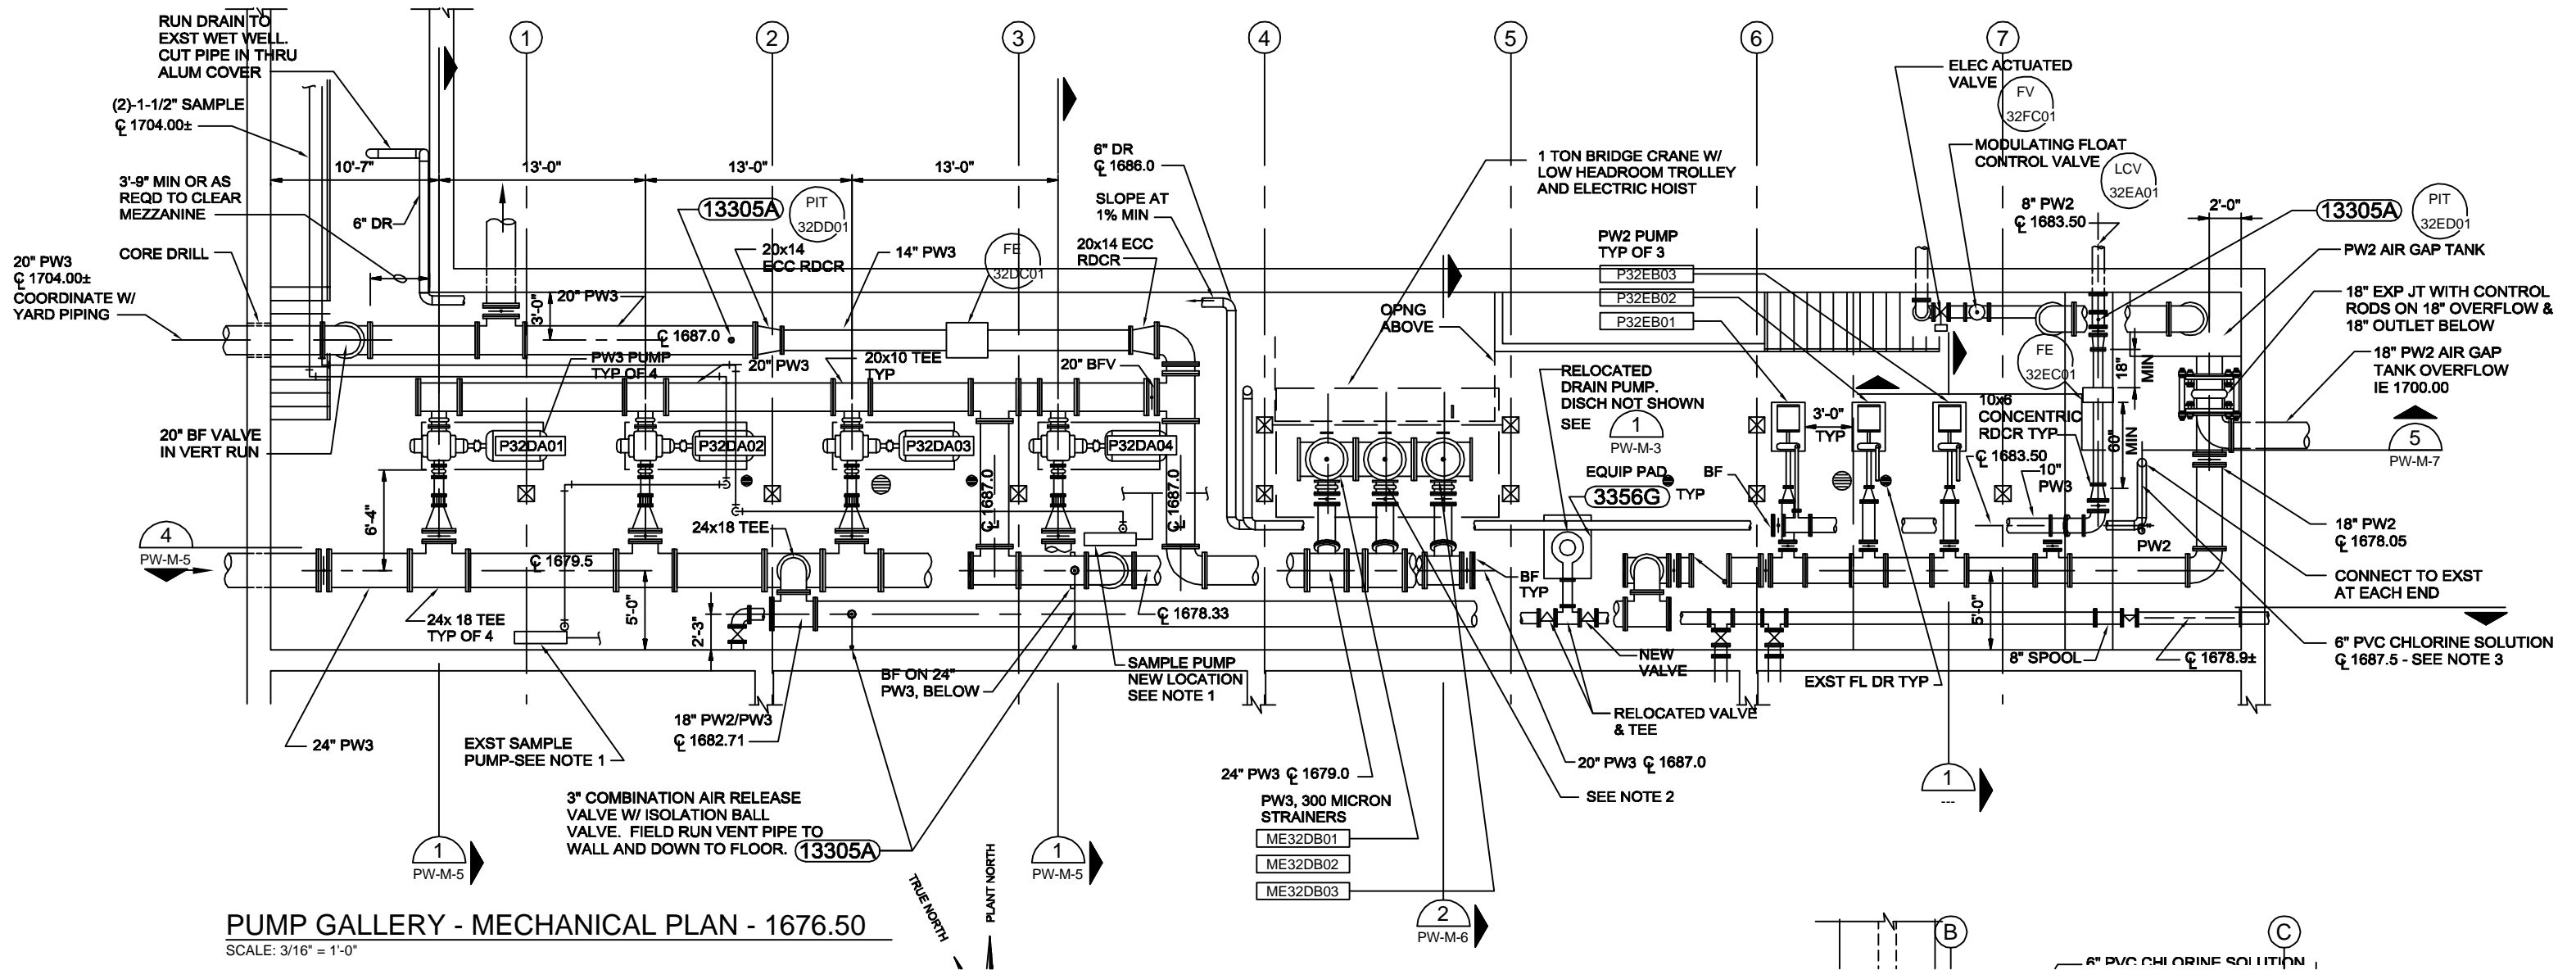 RUN DRAIN TO
EXST WET WELL.
CUT PIPE IN THRU
ALUM COVER
(2)-1-1/2" SAMPLE
℄ 1704.00±
3'-9" MIN OR AS
REQD TO CLEAR
MEZZANINE
CORE DRILL
20" PW3
℄ 1704.00±
COORDINATE W/
YARD PIPING
20" BF VALVE
IN VERT RUN
4
PW-M-5
1
2
3
4
5
6
7
10'-7"
13'-0"
13'-0"
13'-0"
6" DR
3'-0"
20" PW3
℄ 1687.0
13305A
PIT
32DD01
20x14
ECC RDCR
14" PW3
FE
32DC01
20x14 ECC
RDCR
6" DR
℄ 1686.0
SLOPE AT
1% MIN
PW3 PUMP
TYP OF 4
20" PW3
20x10 TEE
TYP
20" BFV
P32DA01
P32DA02
P32DA03
P32DA04
6'-4"
℄ 1687.0
℄ 1687.0
24x18 TEE
℄ 1679.5
24x 18 TEE
TYP OF 4
5'-0"
2'-3"
℄ 1678.33
24" PW3
EXST SAMPLE
PUMP-SEE NOTE 1
18" PW2/PW3
℄ 1682.71
BF ON 24"
PW3, BELOW
SAMPLE PUMP
NEW LOCATION
SEE NOTE 1
3" COMBINATION AIR RELEASE
VALVE W/ ISOLATION BALL
VALVE. FIELD RUN VENT PIPE TO
WALL AND DOWN TO FLOOR.
13305A
1
PW-M-5
1
PW-M-5
1 TON BRIDGE CRANE W/
LOW HEADROOM TROLLEY
AND ELECTRIC HOIST
OPNG
ABOVE
PW2 PUMP
TYP OF 3
P32EB03
P32EB02
P32EB01
RELOCATED
DRAIN PUMP.
DISCH NOT SHOWN
SEE
1
PW-M-3
EQUIP PAD
3356G
TYP
BF
BF
TYP
NEW
VALVE
RELOCATED VALVE
& TEE
20" PW3 ℄ 1687.0
SEE NOTE 2
24" PW3 ℄ 1679.0
PW3, 300 MICRON
STRAINERS
ME32DB01
ME32DB02
ME32DB03
2
PW-M-6
ELEC ACTUATED
VALVE
FV
32FC01
MODULATING FLOAT
CONTROL VALVE
LCV
32EA01
8" PW2
℄ 1683.50
2'-0"
13305A
PIT
32ED01
PW2 AIR GAP TANK
18" EXP JT WITH CONTROL
RODS ON 18" OVERFLOW &
18" OUTLET BELOW
18" PW2 AIR GAP
TANK OVERFLOW
IE 1700.00
5
PW-M-7
FE
32EC01
18"
MIN
60"
MIN
3'-0"
TYP
10x6
CONCENTRIC
RDCR TYP
℄ 1683.50
10"
PW3
8"
PW2
18" PW2
℄ 1678.05
CONNECT TO EXST
AT EACH END
6" PVC CHLORINE SOLUTION
℄ 1687.5 - SEE NOTE 3
5'-0"
8" SPOOL
℄ 1678.9±
EXST FL DR TYP
1
---
PUMP GALLERY - MECHANICAL PLAN - 1676.50
SCALE: 3/16" = 1'-0"
TRUE NORTH
PLANT NORTH
B
C
6" PVC CHLORINE SOLUTION